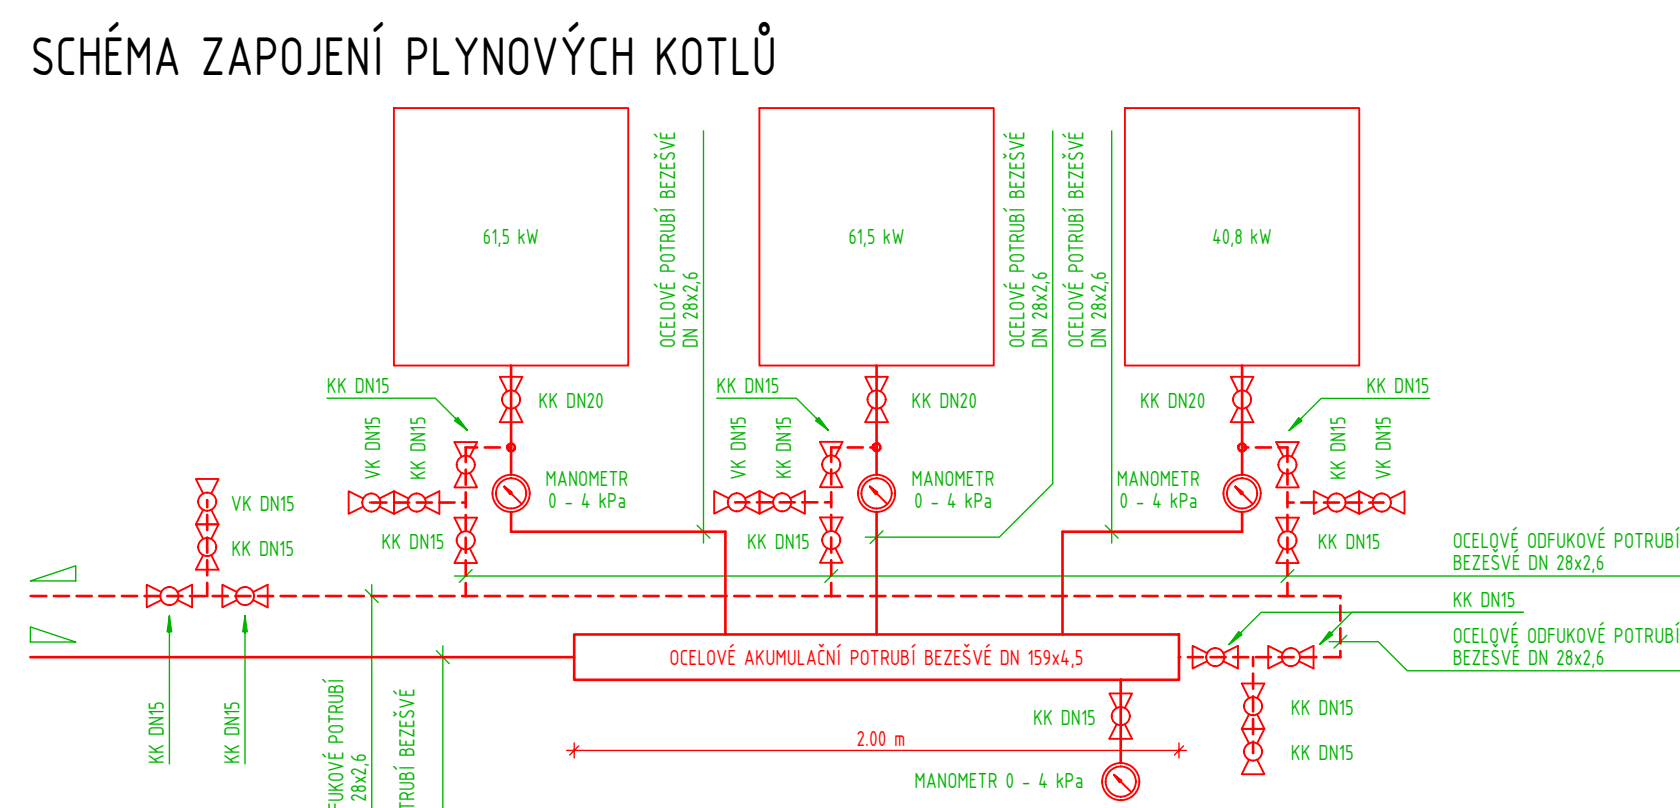 SCHÉMA ZAPOJENÍ PLYNOVÝCH KOTLŮ
61,5 kW
61,5 kW
40,8 kW
OCELOVÉ POTRUBÍ BEZEŠVÉ
DN 28x2,6
OCELOVÉ POTRUBÍ BEZEŠVÉ
DN 28x2,6
OCELOVÉ POTRUBÍ BEZEŠVÉ
DN 28x2,6
KK DN15
KK DN20
KK DN15
KK DN20
KK DN20
KK DN15
VK DN15
KK DN15
VK DN15
KK DN15
KK DN15
VK DN15
MANOMETR
0 – 4 kPa
MANOMETR
0 – 4 kPa
MANOMETR
0 – 4 kPa
VK DN15
KK DN15
KK DN15
KK DN15
KK DN15
OCELOVÉ ODFUKOVÉ POTRUBÍ
BEZEŠVÉ DN 28x2,6
KK DN15
OCELOVÉ ODFUKOVÉ POTRUBÍ
BEZEŠVÉ DN 28x2,6
OCELOVÉ AKUMULAČNÍ POTRUBÍ BEZEŠVÉ DN 159x4,5
KK DN15
KK DN15
FUKOVÉ POTRUBÍ
28x2,6
TRUBÍ BEZEŠVÉ
KK DN15
KK DN15
KK DN15
2.00 m
MANOMETR 0 – 4 kPa